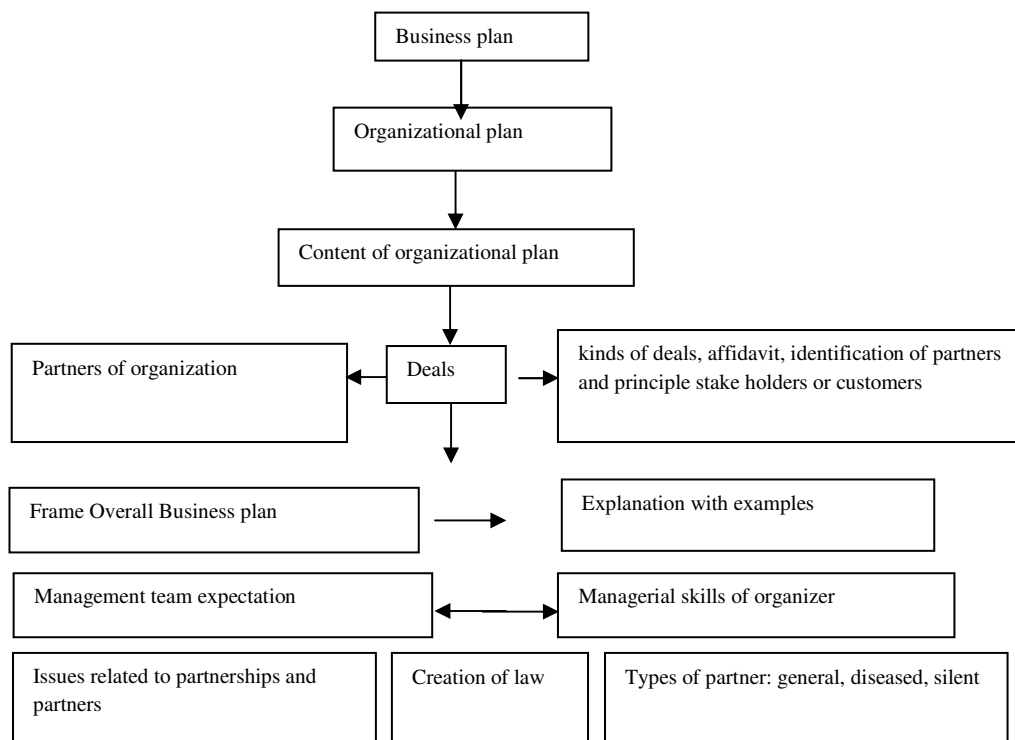 Business plan
Organizational plan
Content of organizational plan
Partners of organization
Deals
kinds of deals, affidavit, identification of partners
and principle stake holders or customers
Frame Overall Business plan
Explanation with examples
Management team expectation
Managerial skills of organizer
Issues related to partnerships and
partners
Creation of law
Types of partner: general, diseased, silent